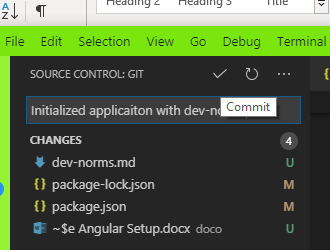 Heading 2 Heading 3 Title
File Edit Selection View Go Debug Terminal
SOURCE CONTROL: GIT
Initialized applicaiton with dev-no
Commit
CHANGES 4
dev-norms.md U
package-lock.json M
package.json M
~$e Angular Setup.docx doco U